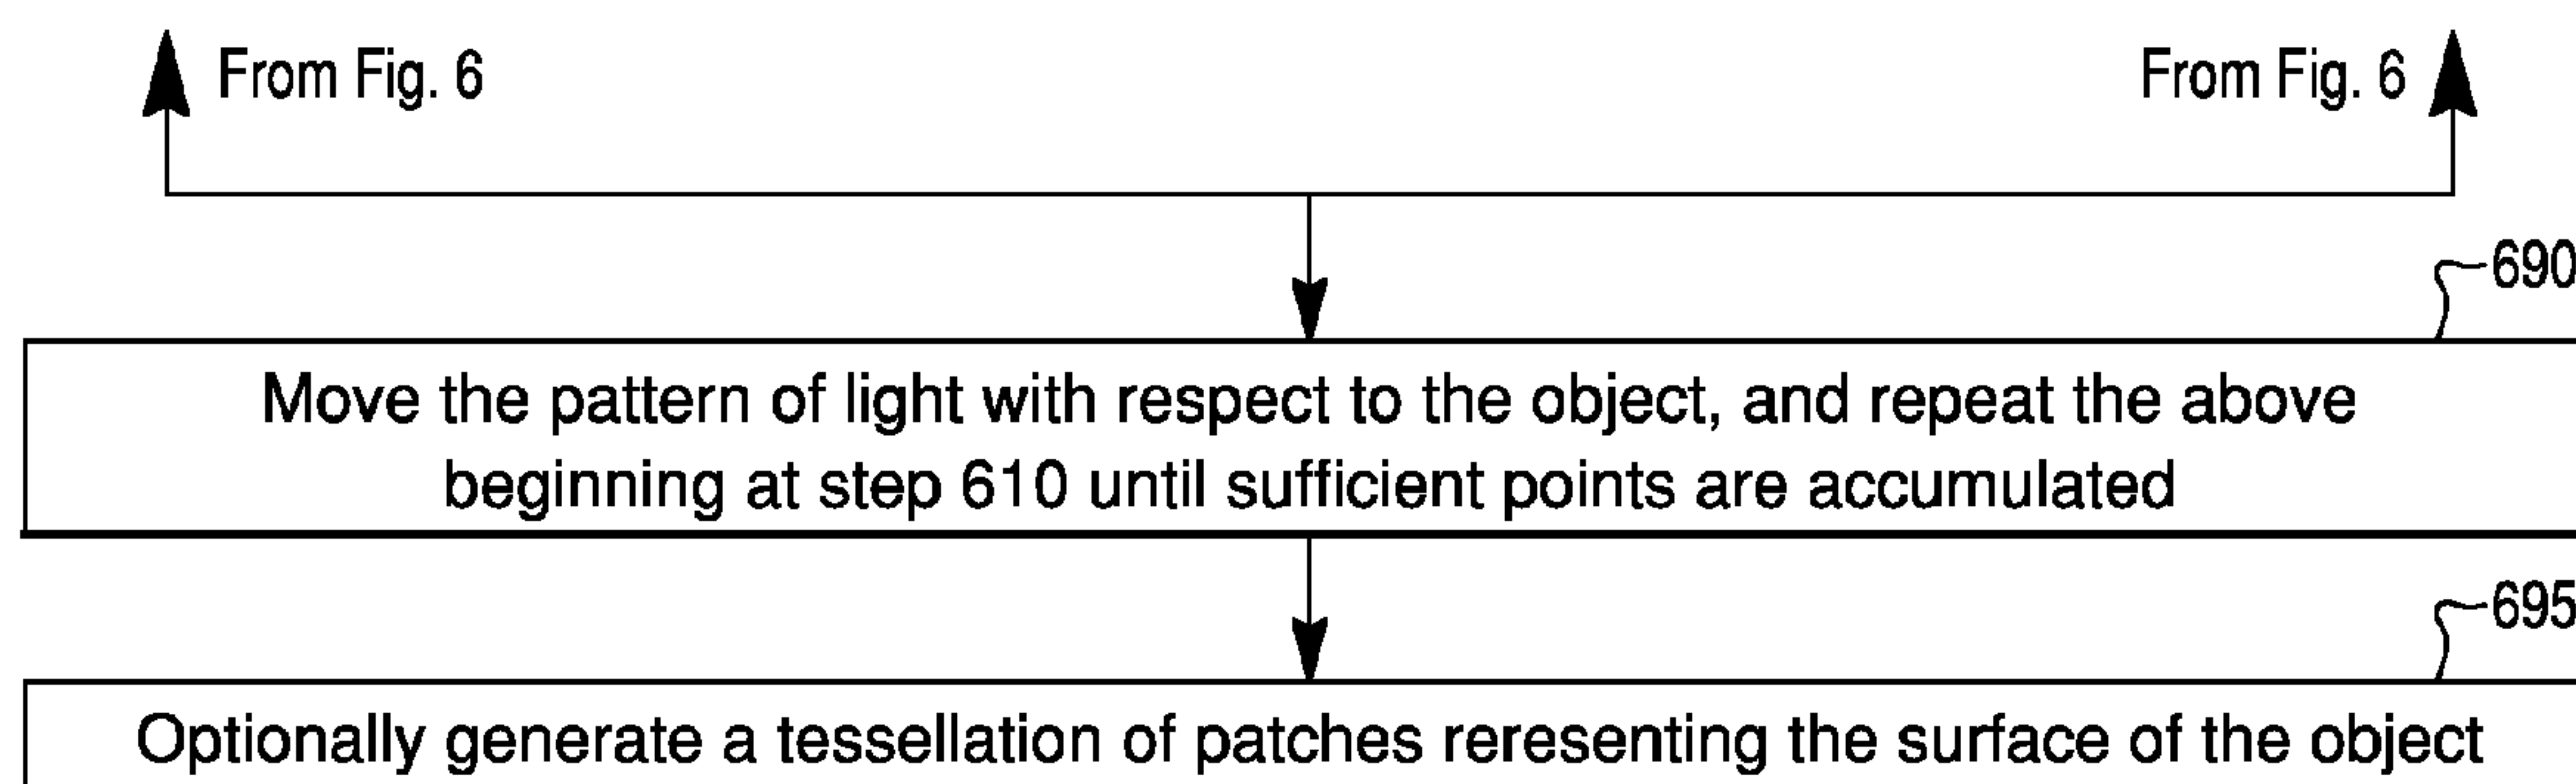 From Fig. 6
From Fig. 6
690
Move the pattern of light with respect to the object, and repeat the above
beginning at step 610 until sufficient points are accumulated
695
Optionally generate a tessellation of patches reresenting the surface of the object